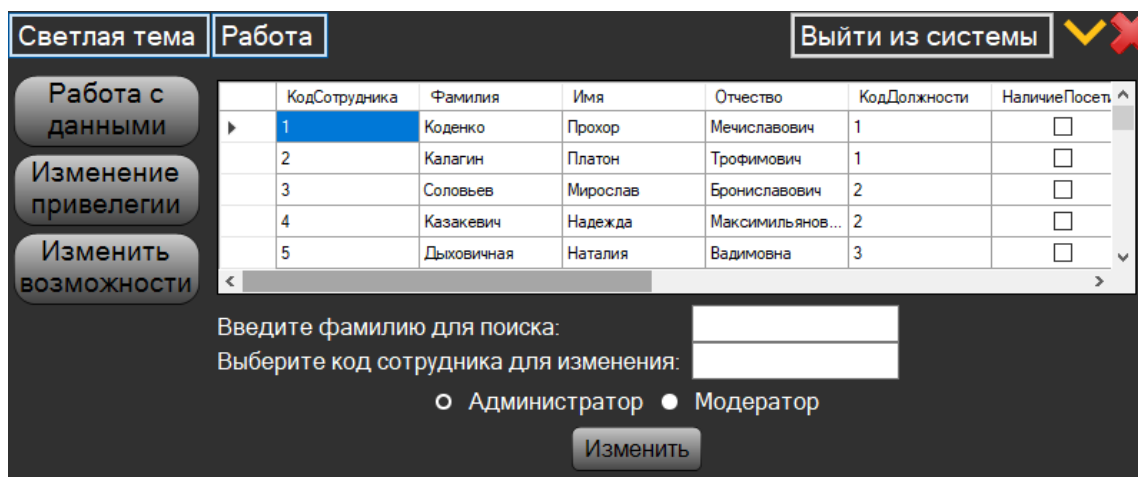 Светлая тема Работа Выйти из системы
Работа с
данными
Изменение
привелегии
Изменить
возможности
КодСотрудника Фамилия Имя Отчество КодДолжности НаличиеПосети
1 Коденко Прохор Мечиславович 1
2 Калагин Платон Трофимович 1
3 Соловьев Мирослав Брониславович 2
4 Казакевич Надежда Максимильянов... 2
5 Дыховичная Наталия Вадимовна 3
Введите фамилию для поиска:
Выберите код сотрудника для изменения:
Администратор Модератор
Изменить